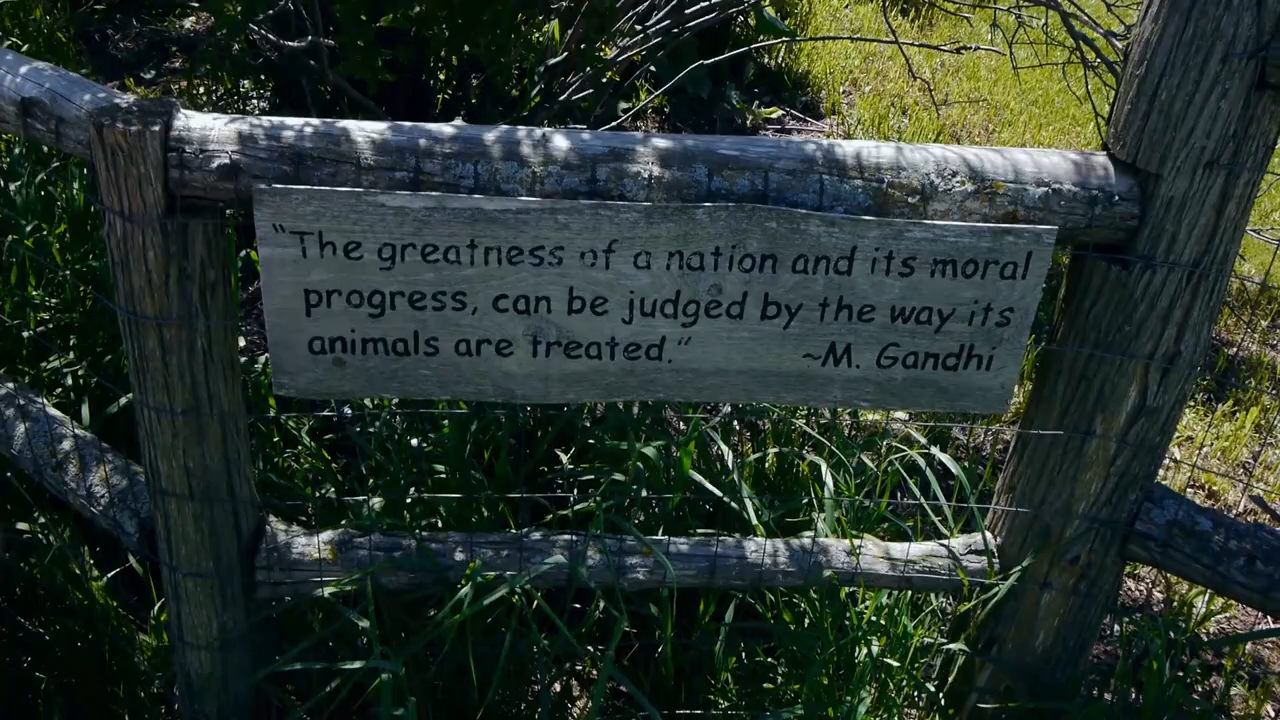 "The greatness of a nation and its moral
progress, can be judged by the way its
animals are treated."          ~M. Gandhi